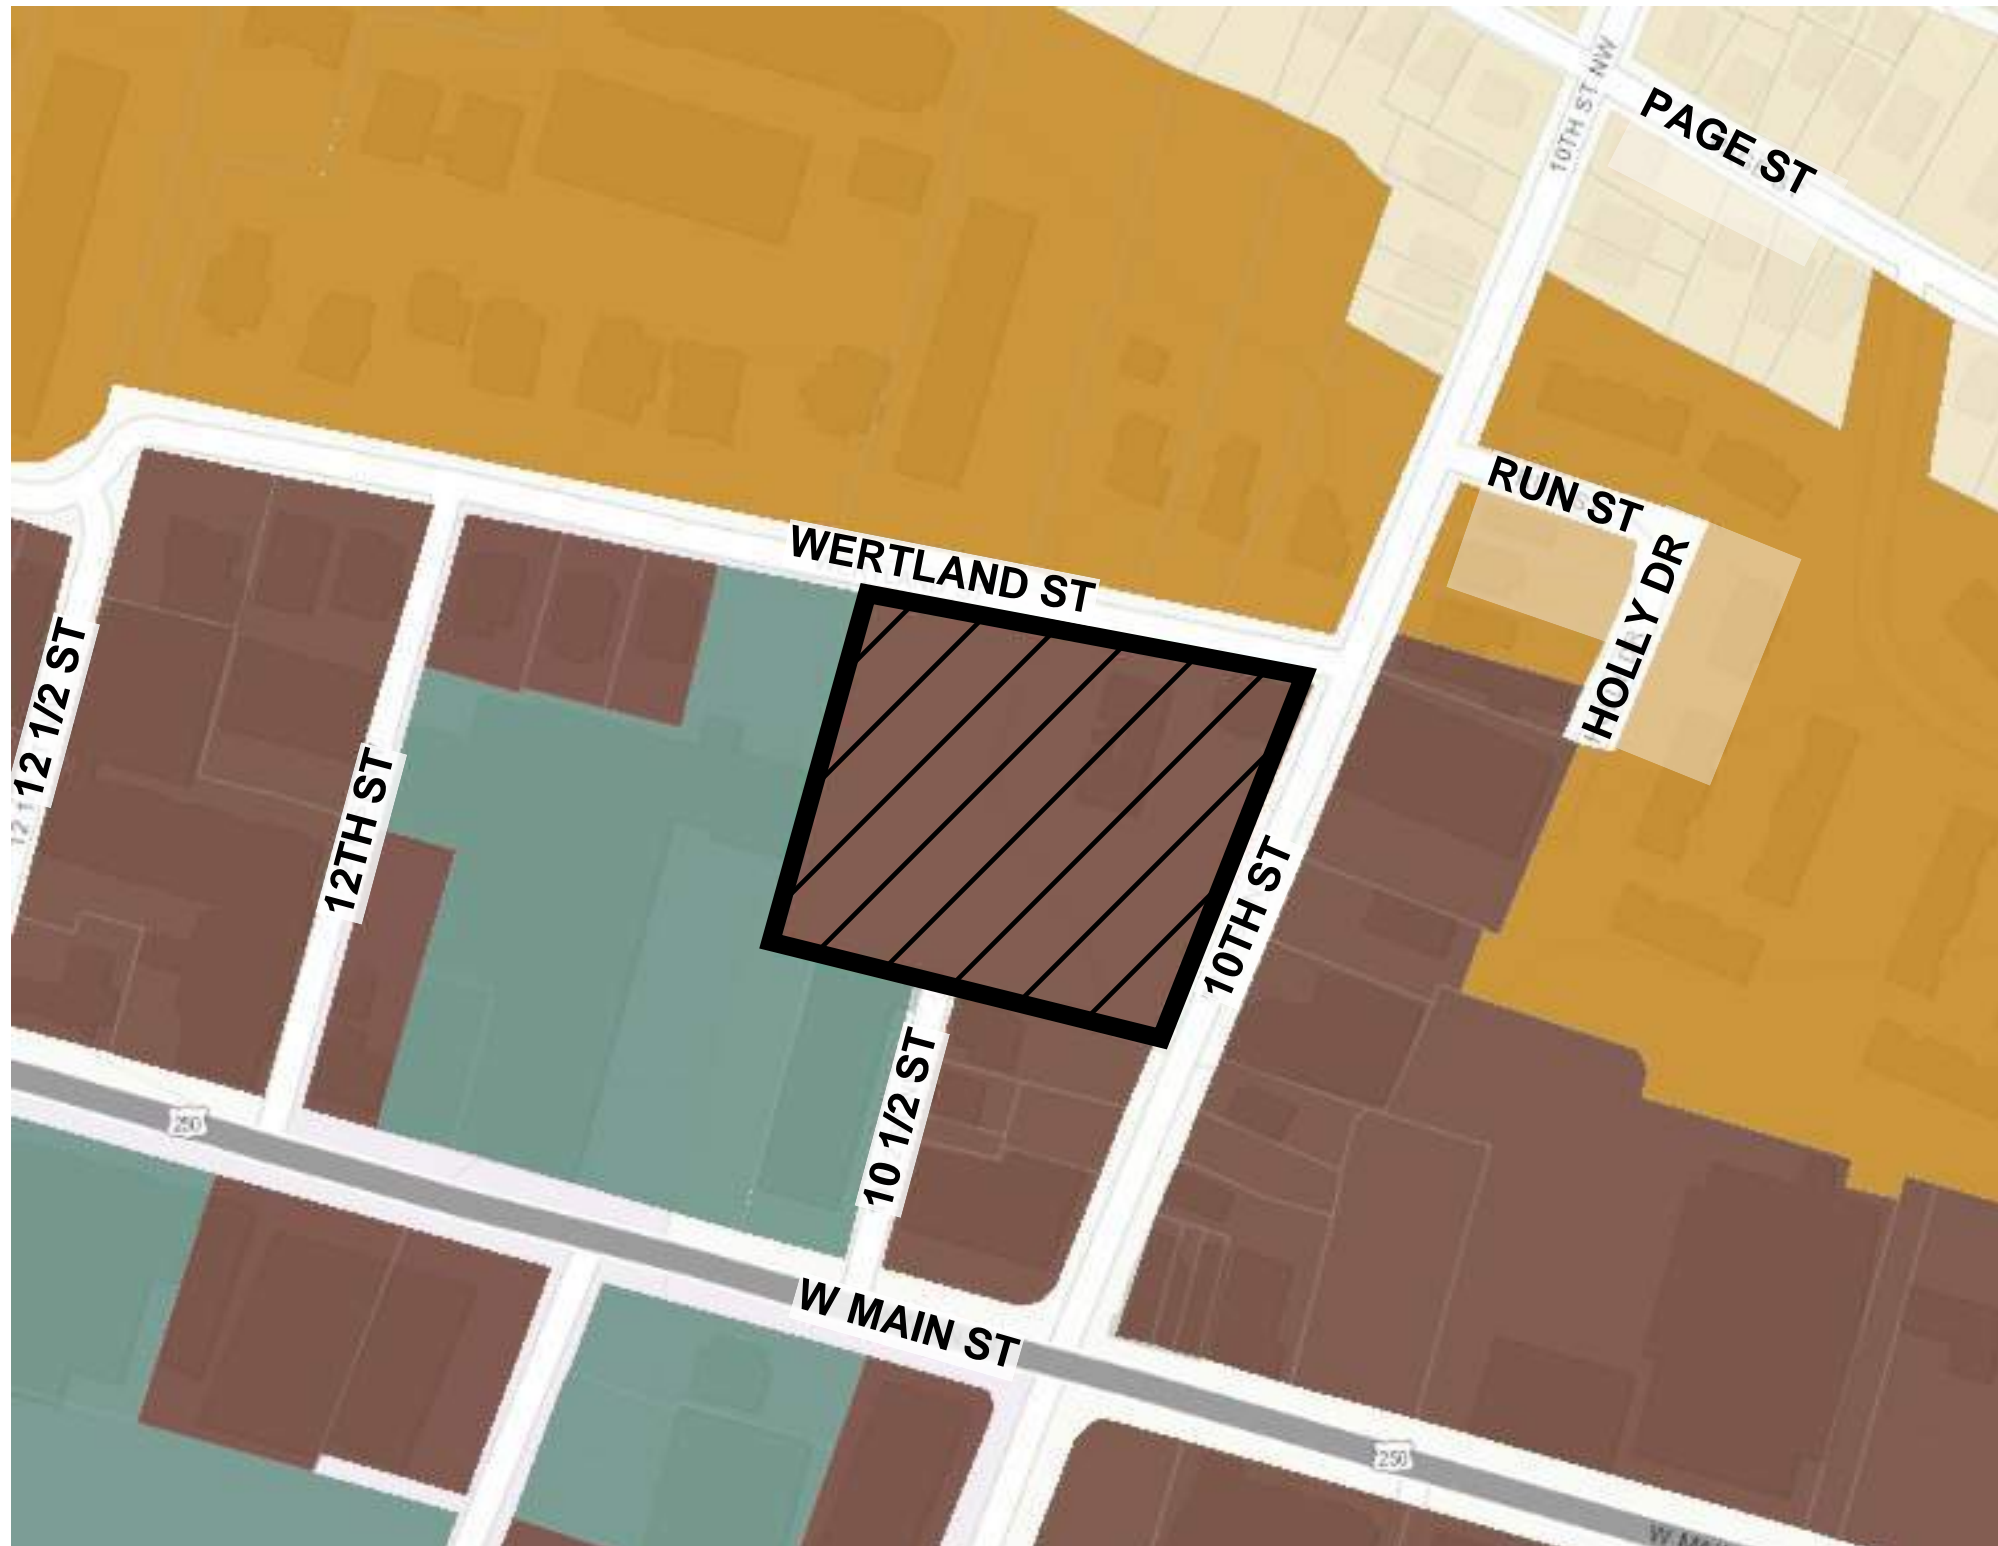 10TH ST NW
PAGE ST
RUN ST
HOLLY DR
WERTLAND ST
12 1/2 ST
12TH ST
10TH ST
10 1/2 ST
250
W MAIN ST
250